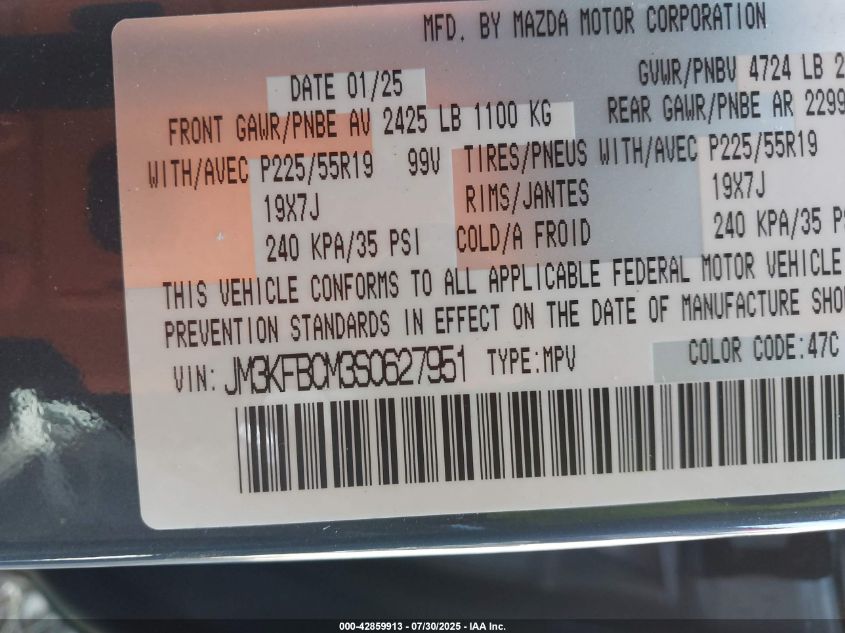 MFD. BY MAZDA MOTOR CORPORATION
DATE 01/25 GVWR/PNBV 4724 LB 2
FRONT GAWR/PNBE AV 2425 LB 1100 KG REAR GAWR/PNBE AR 2299
WITH/AVEC P225/55R19 99V TIRES/PNEUS WITH/AVEC P225/55R19
19X7J RIMS/JANTES 19X7J
240 KPA/35 PSI COLD/A FROID 240 KPA/35 PS
THIS VEHICLE CONFORMS TO ALL APPLICABLE FEDERAL MOTOR VEHICLE
PREVENTION STANDARDS IN EFFECT ON THE DATE OF MANUFACTURE SHO
VIN: JM3KFBCM3S0627951 TYPE:MPV COLOR CODE:47C
000-42859913 / 07/30/2025 - IAA Inc.